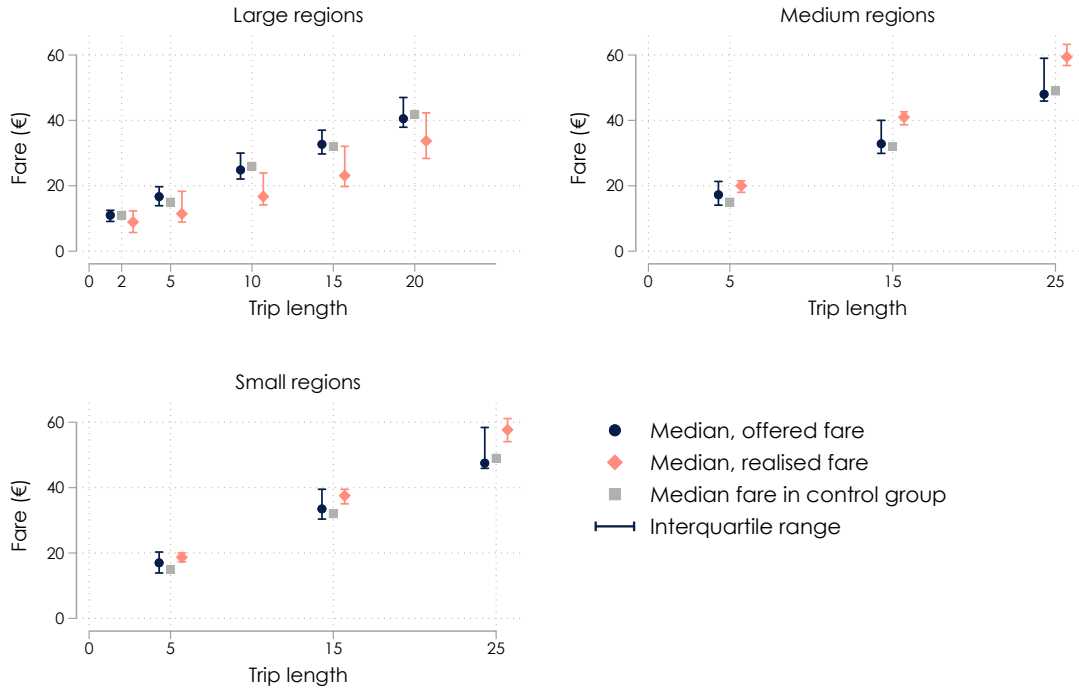 Large regions
60
40
20
0
Fare (€)
0 2 5 10 15 20
Trip length
Medium regions
60
40
20
0
Fare (€)
0 5 15 25
Trip length
Small regions
60
40
20
0
Fare (€)
0 5 15 25
Trip length
Median, offered fare
Median, realised fare
Median fare in control group
Interquartile range